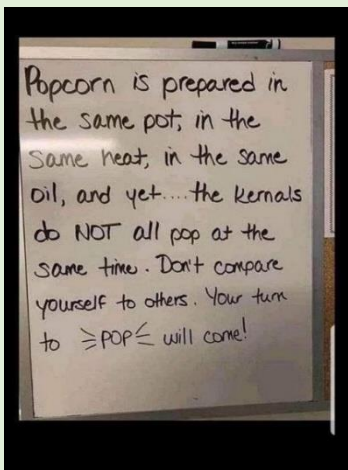 Popcorn is prepared in
the same pot, in the
same heat, in the same
oil, and yet....the kernals
do NOT all pop at the
same time. Don't compare
yourself to others. Your turn
to POP will come!